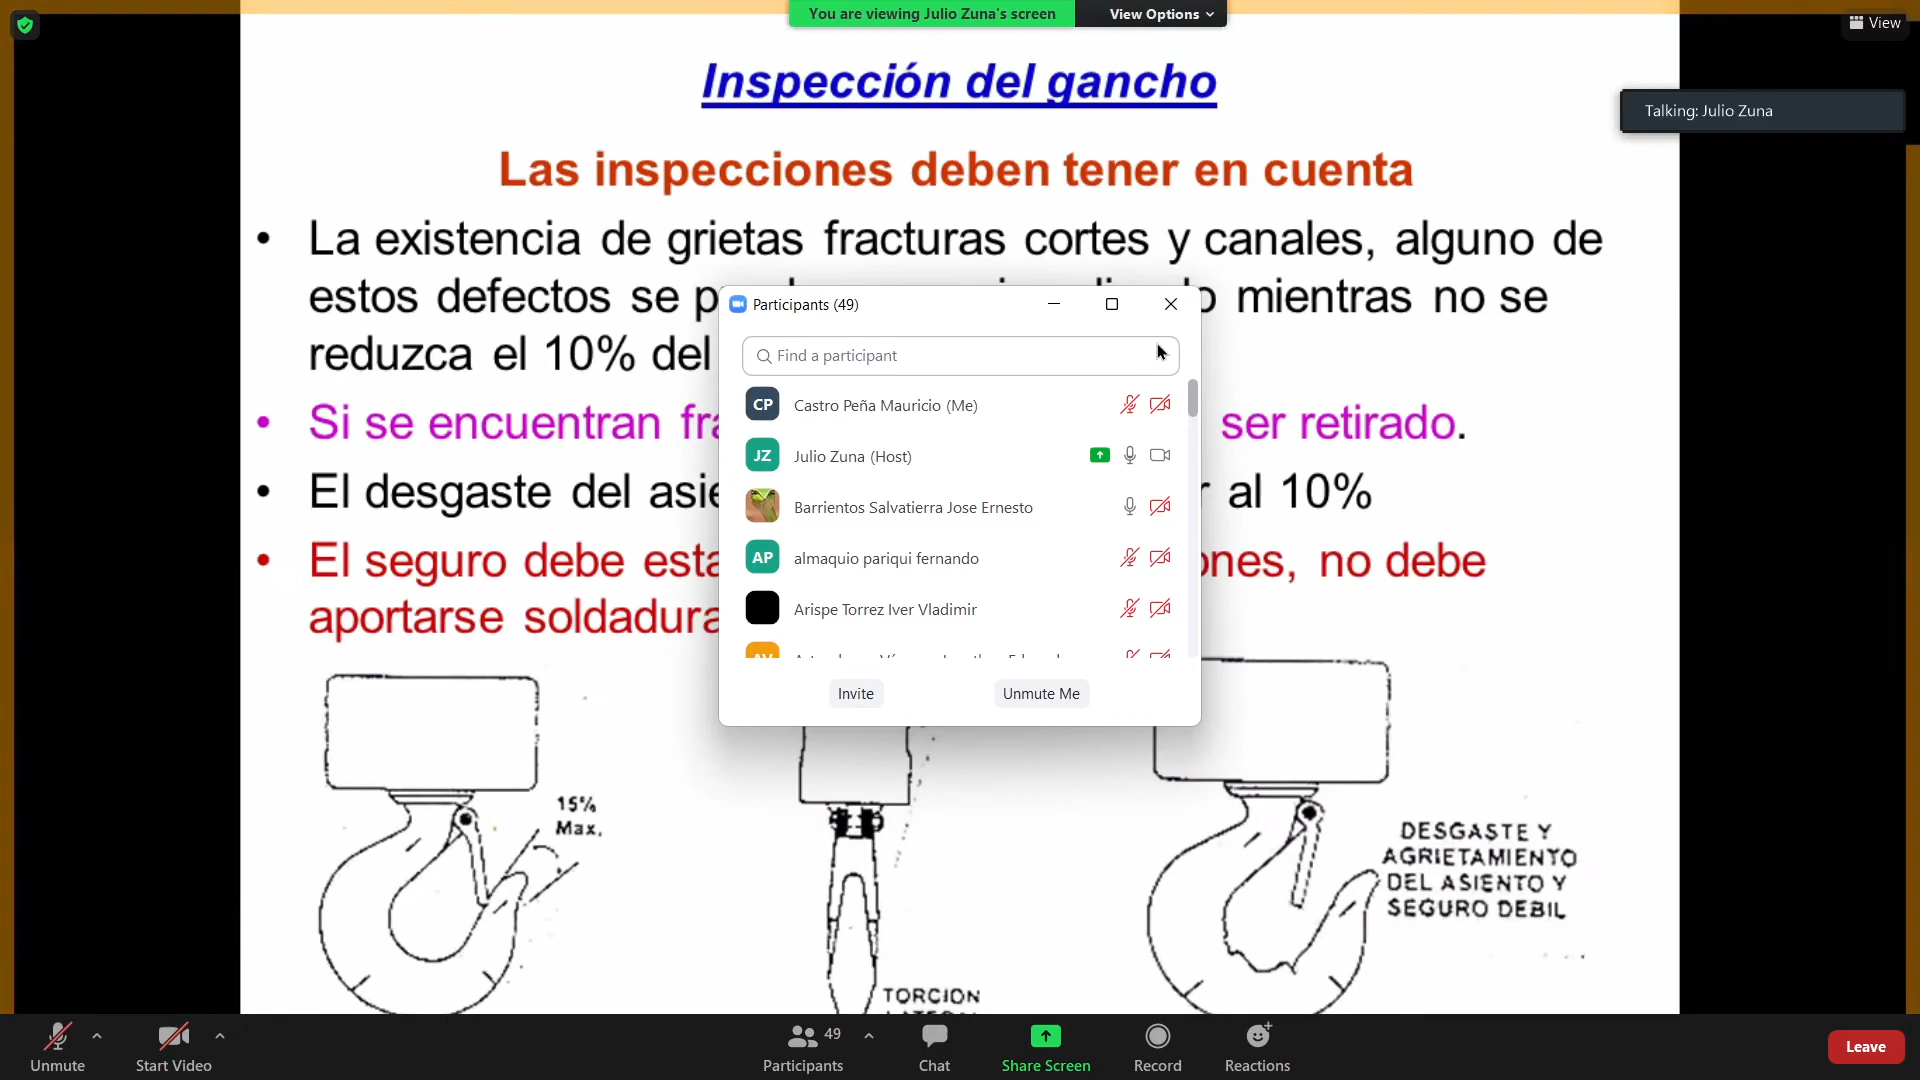 You are viewing Julio Zuna's screen
View Options
View
Talking: Julio Zuna
Inspección del gancho
Las inspecciones deben tener en cuenta
• La existencia de grietas fracturas cortes y canales, alguno de
estos defectos se mientras no se
reduzca el 10% del
• Si se encuentran ser retirado.
• El desgaste del al 10%
• El seguro debe no debe
aportarse
Participants (49)
Find a participant
CP Castro Peña Mauricio (Me)
JZ Julio Zuna (Host)
Barrientos Salvatierra Jose Ernesto
AP almaquio pariqui fernando
Arispe Torrez Iver Vladimir
Invite
Unmute Me
15%
Max.
TORCION
DESGASTE Y
AGRIETAMIENTO
DEL ASIENTO Y
SEGURO DEBIL
Unmute
Start Video
49
Participants
Chat
Share Screen
Record
Reactions
Leave